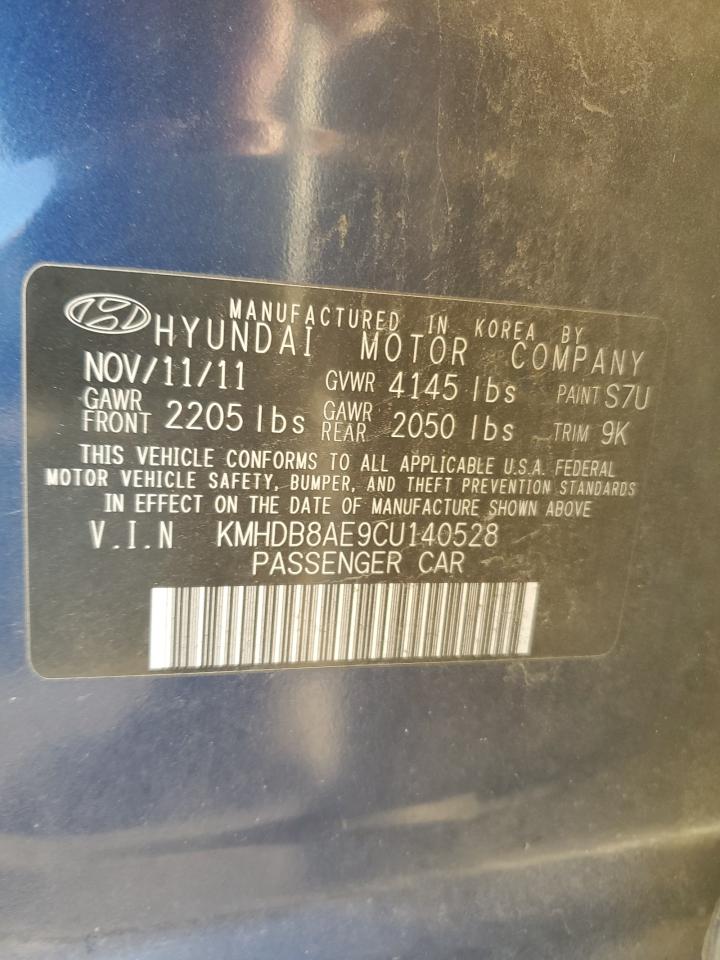 MANUFACTURED IN KOREA BY
HYUNDAI MOTOR COMPANY
NOV/11/11 GVWR 4145 lbs PAINT S7U
GAWR FRONT 2205 lbs GAWR REAR 2050 lbs TRIM 9K
THIS VEHICLE CONFORMS TO ALL APPLICABLE U.S.A. FEDERAL
MOTOR VEHICLE SAFETY, BUMPER, AND THEFT PREVENTION STANDARDS
IN EFFECT ON THE DATE OF MANUFACTURE SHOWN ABOVE
V.I.N KMHDB8AE9CU140528
PASSENGER CAR